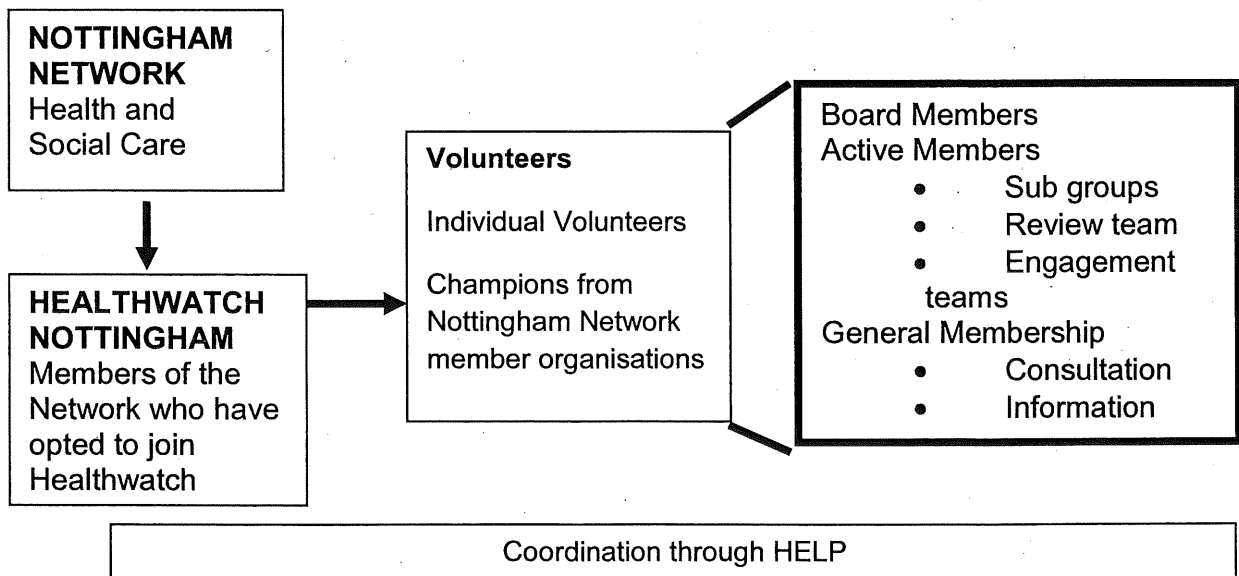 NOTTINGHAM
NETWORK
Health and
Social Care
HEALTHWATCH
NOTTINGHAM
Members of the
Network who have
opted to join
Healthwatch
Volunteers
Individual Volunteers
Champions from
Nottingham Network
member organisations
Board Members
Active Members
• Sub groups
• Review team
• Engagement
teams
General Membership
• Consultation
• Information
Coordination through HELP